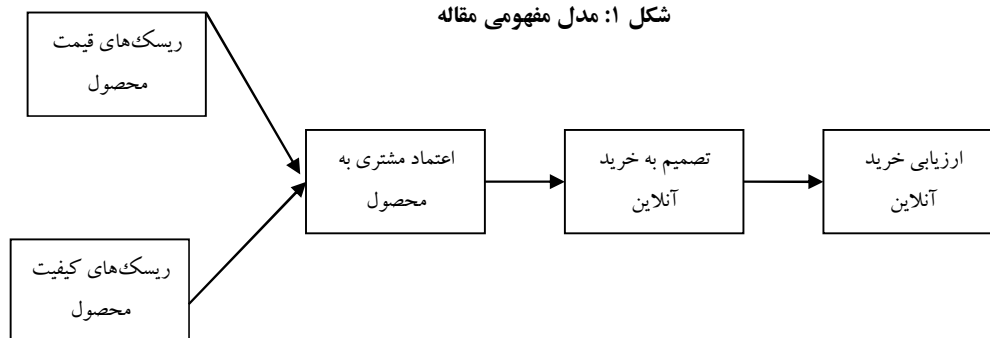 شکل ۱: مدل مفهومی مقاله
ریسک‌های قیمت
محصول
اعتماد مشتری به
محصول
تصمیم به خرید
آنلاین
ارزیابی خرید
آنلاین
ریسک‌های کیفیت
محصول